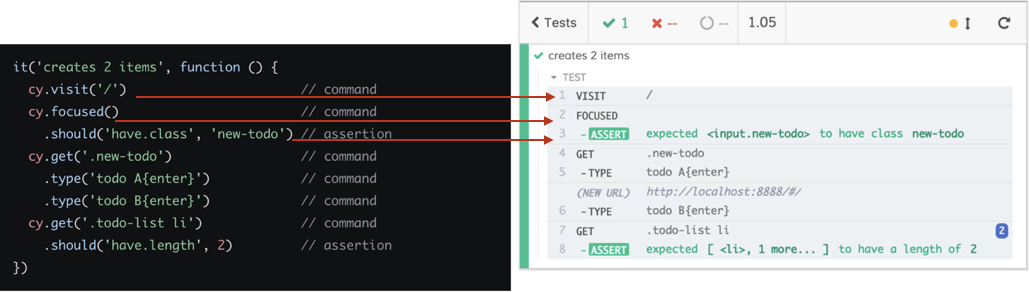 it('creates 2 items', function () {
cy.visit('/') // command
cy.focused() // command
.should('have.class', 'new-todo') // assertion
cy.get('.new-todo') // command
.type('todo A{enter}') // command
.type('todo B{enter}') // command
cy.get('.todo-list li') // command
.should('have.length', 2) // assertion
})
Tests 1 -- -- 1.05
creates 2 items
TEST
1 VISIT /
2 FOCUSED
3 -ASSERT expected <input.new-todo> to have class new-todo
4 GET .new-todo
5 -TYPE todo A{enter}
(NEW URL) http://localhost:8888/#/
6 -TYPE todo B{enter}
7 GET .todo-list li 2
8 -ASSERT expected [ <li>, 1 more... ] to have a length of 2